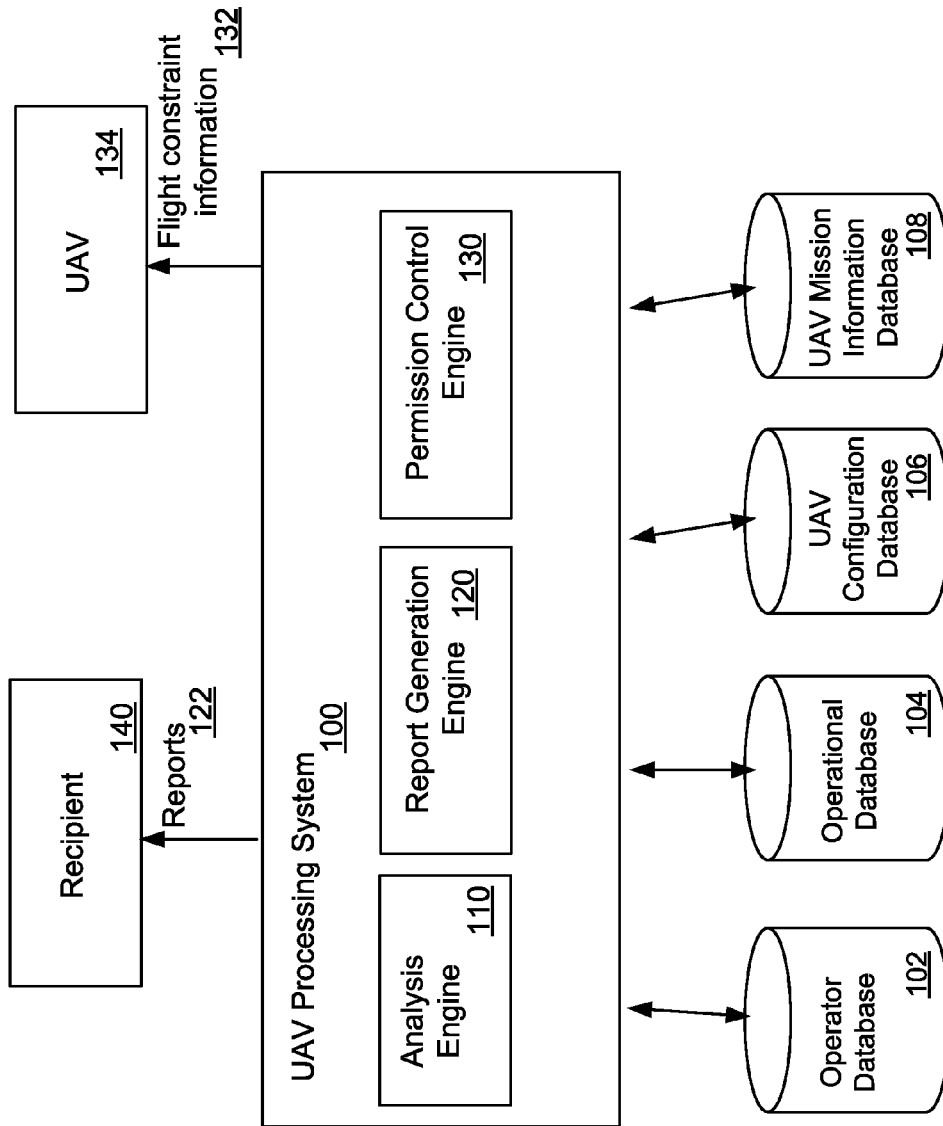 Recipient
140
Reports
122
UAV
134
Flight constraint
information 132
UAV Processing System 100
Analysis
Engine
110
Report Generation
Engine 120
Permission Control
Engine
130
Operator
Database
102
Operational
Database
104
UAV
Configuration
Database
106
UAV Mission
Information
Database
108